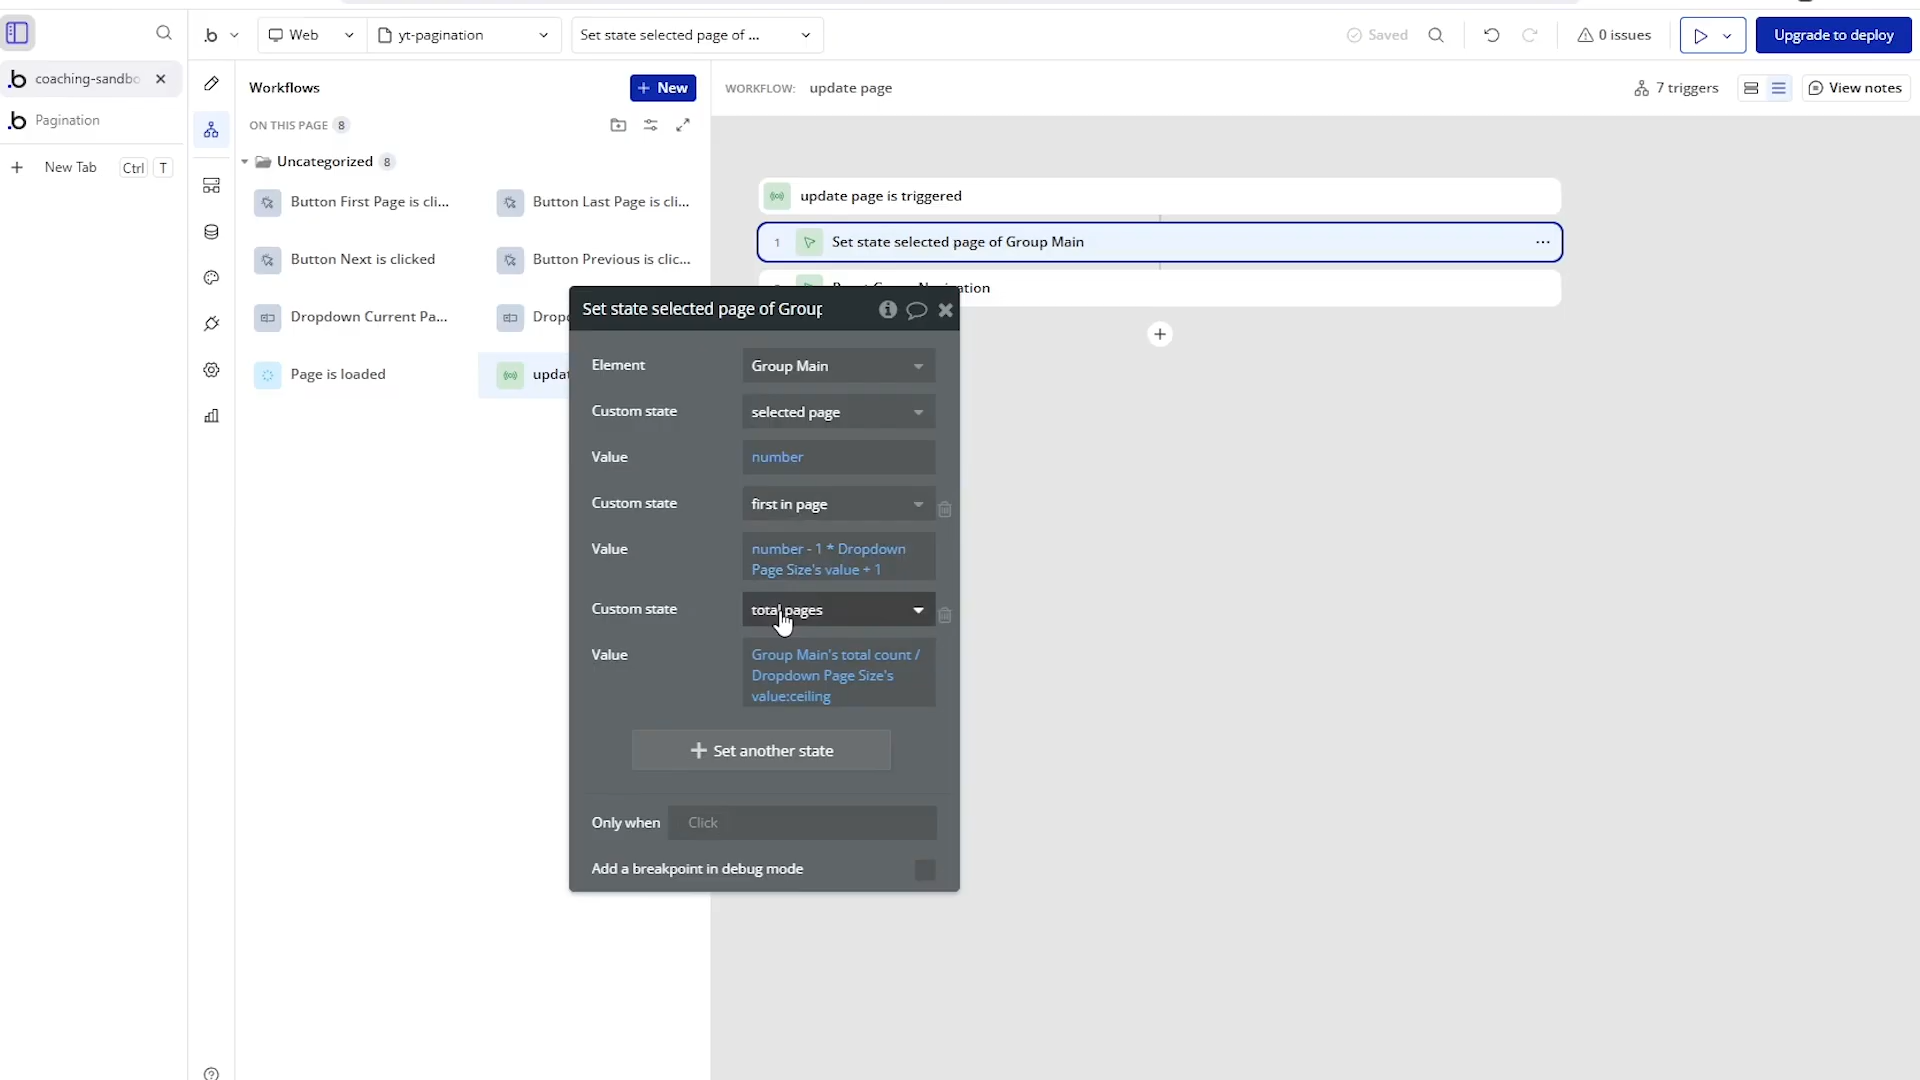 Web
yt-pagination
Set state selected page of ...
Saved
0 issues
Upgrade to deploy
coaching-sandbo
Pagination
New Tab
Ctrl
T
Workflows
New
ON THIS PAGE
8
Uncategorized
8
Button First Page is cli...
Button Last Page is cli...
Button Next is clicked
Button Previous is clic...
Dropdown Current Pa...
Page is loaded
WORKFLOW: update page
7 triggers
View notes
update page is triggered
1
Set state selected page of Group Main
Set state selected page of Group
Element
Group Main
Custom state
selected page
Value
number
Custom state
first in page
Value
number - 1 * Dropdown
Page Size's value + 1
Custom state
total pages
Value
Group Main's total count /
Dropdown Page Size's
value:ceiling
Set another state
Only when
Click
Add a breakpoint in debug mode